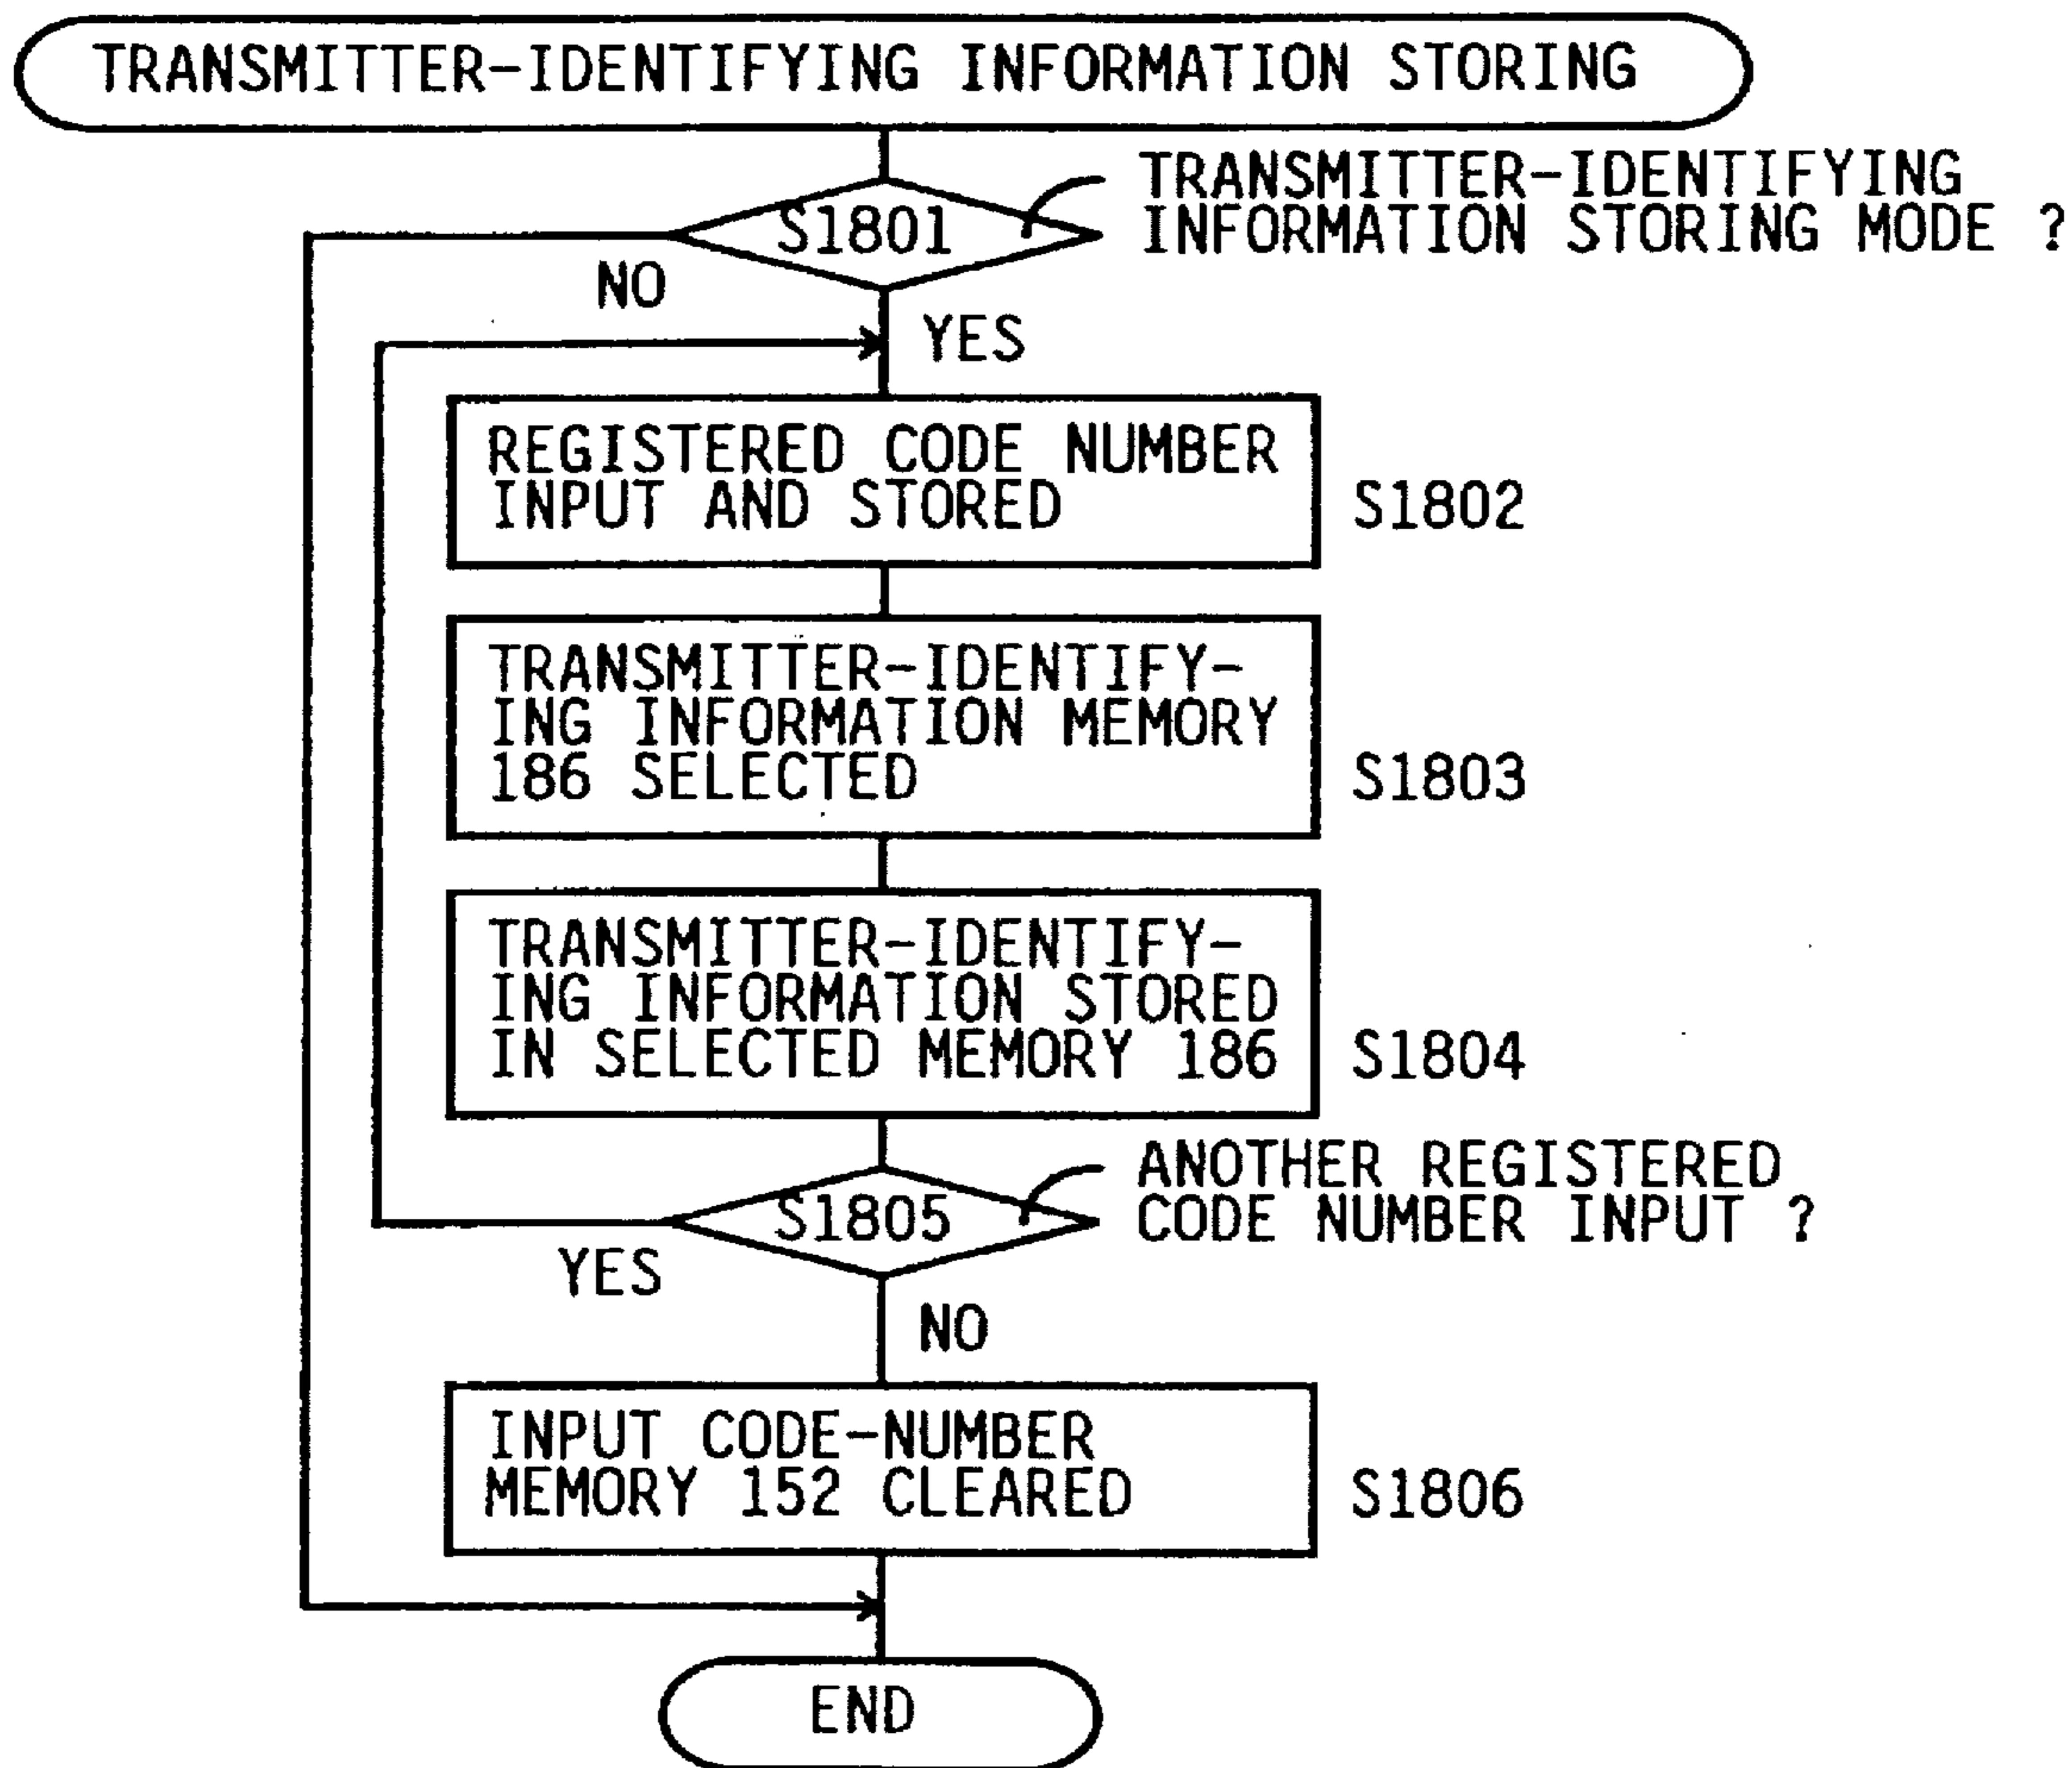 TRANSMITTER-IDENTIFYING INFORMATION STORING
TRANSMITTER-IDENTIFYING
INFORMATION STORING MODE ?
S1801
NO
YES
REGISTERED CODE NUMBER
INPUT AND STORED
S1802
TRANSMITTER-IDENTIFY-
ING INFORMATION MEMORY
186 SELECTED
S1803
TRANSMITTER-IDENTIFY-
ING INFORMATION STORED
IN SELECTED MEMORY 186
S1804
ANOTHER REGISTERED
CODE NUMBER INPUT ?
S1805
YES
NO
INPUT CODE-NUMBER
MEMORY 152 CLEARED
S1806
END